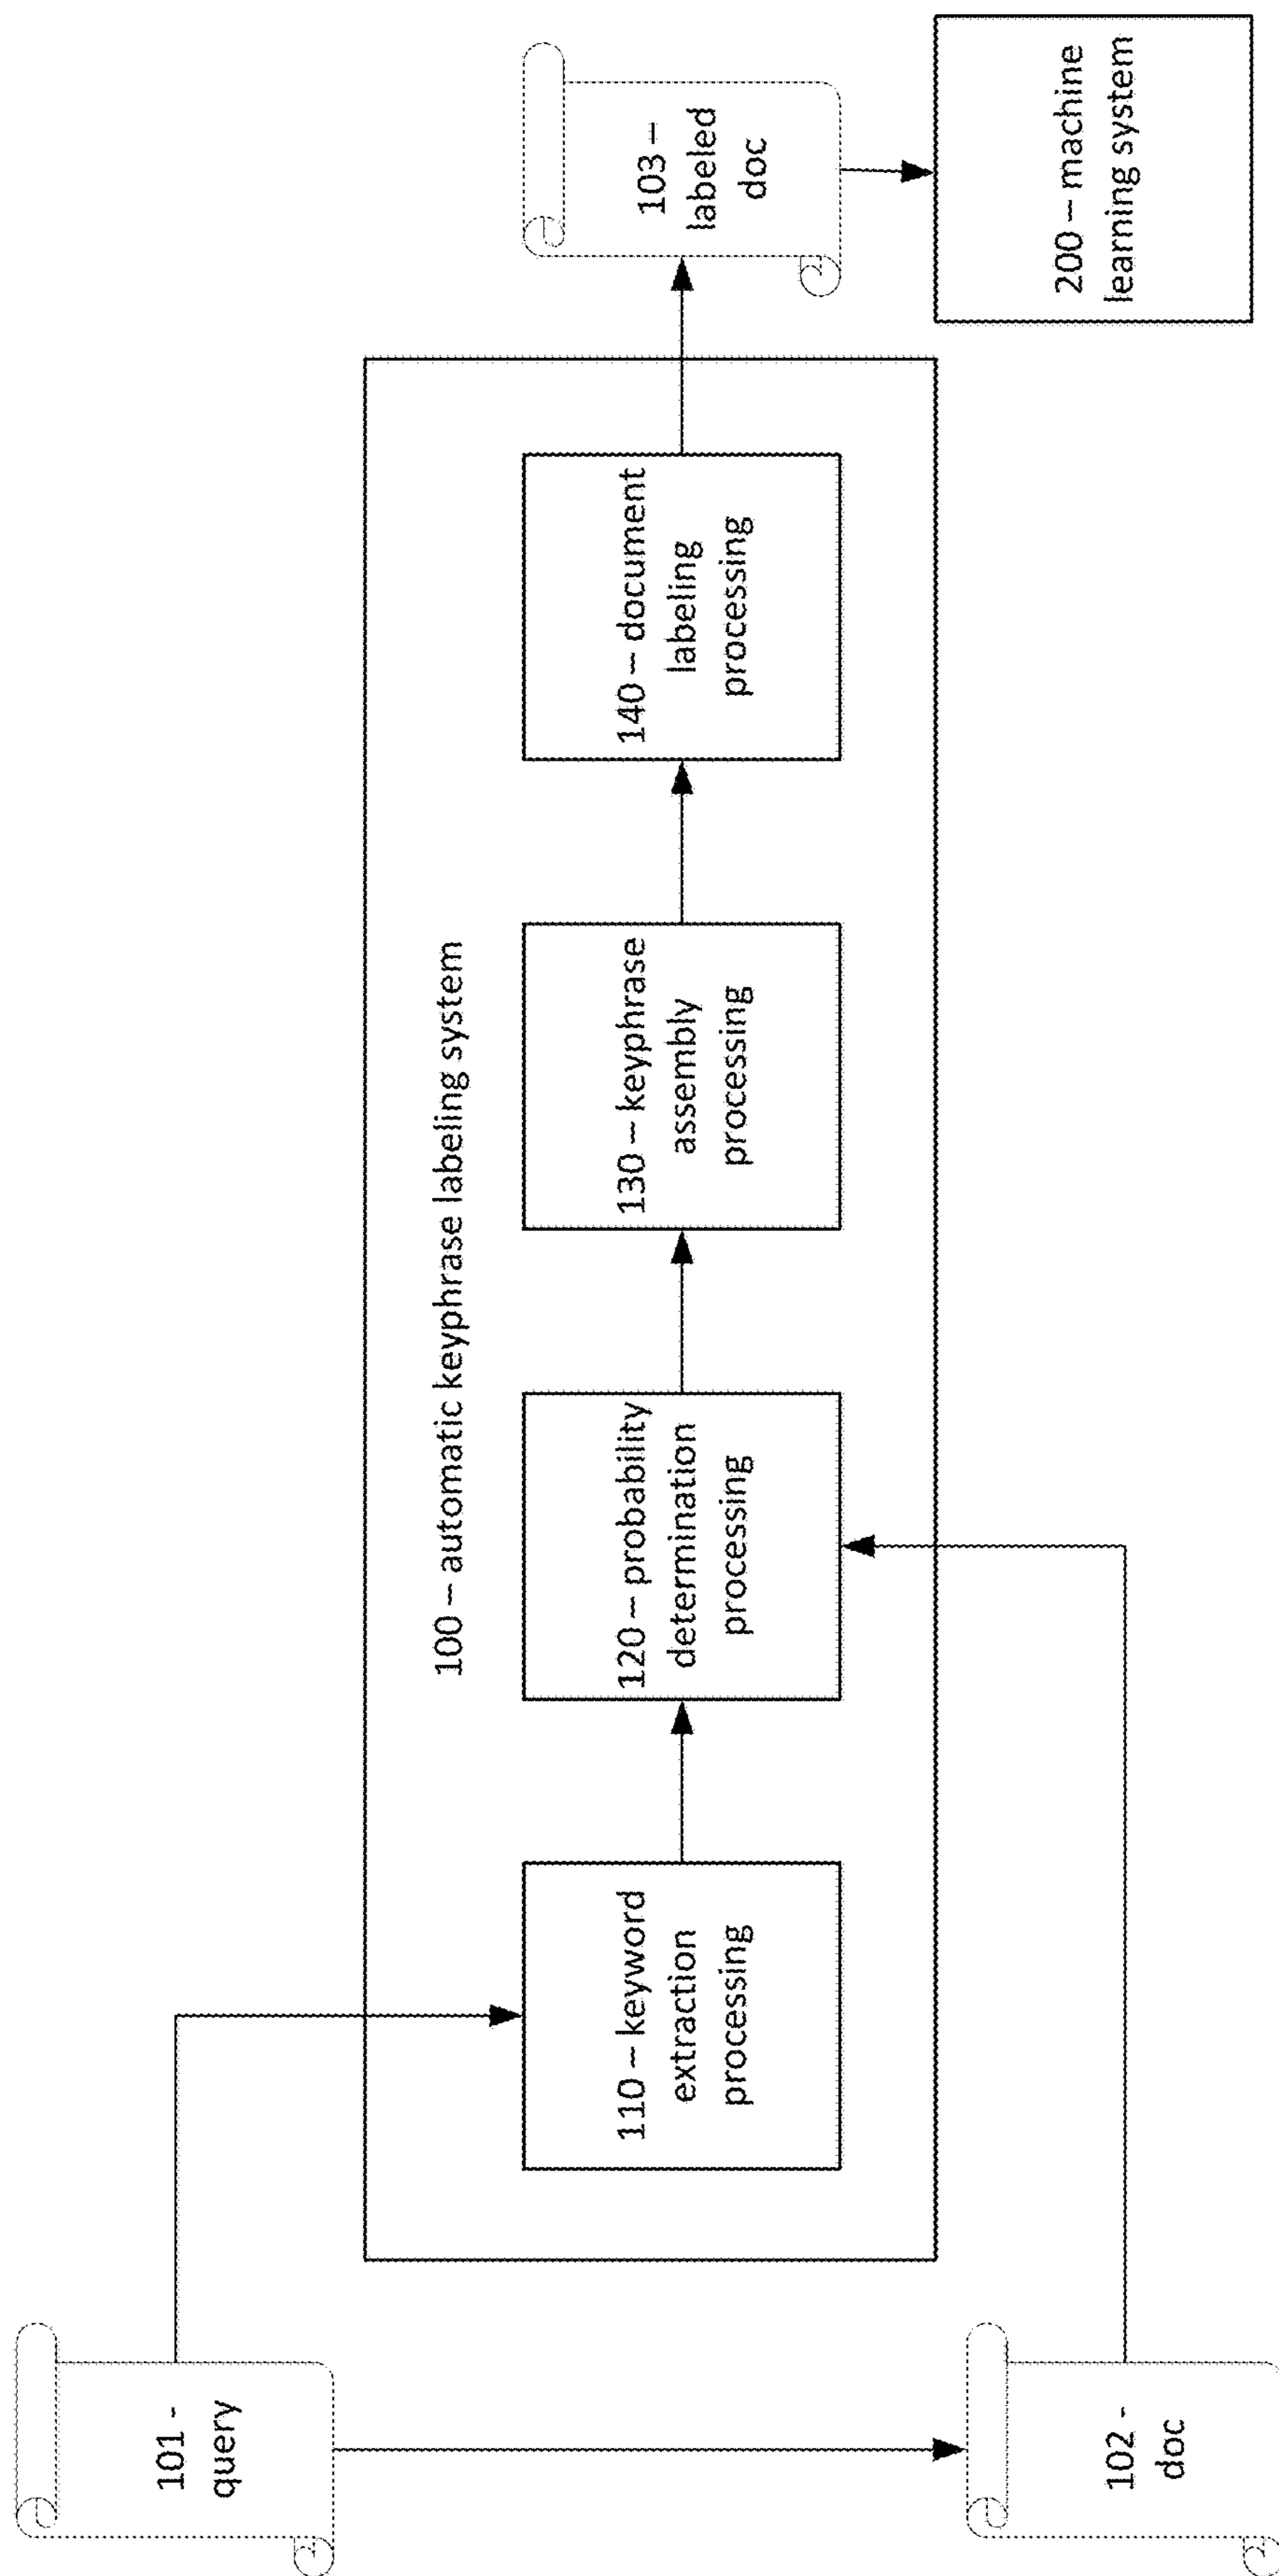 101 -
query
100 – automatic keyphrase labeling system
110 – keyword
extraction
processing
120 – probability
determination
processing
130 – keyphrase
assembly
processing
140 – document
labeling
processing
103 –
labeled
doc
102 -
doc
200 – machine
learning system